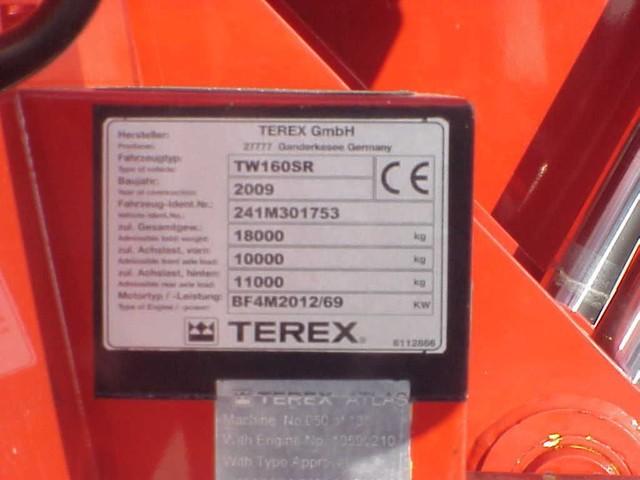 Hersteller: TEREX GmbH
Producer: 27777 Ganderkesee Germany
Fahrzeugtyp: TW160SR
Type of vehicle:
CE
Baujahr: 2009
Year of construction:
Fahrzeug-Ident.Nr.: 241M301753
Vehicle-Ident.No.:
zul. Gesamtgew.: 18000 kg
Admissible total weight:
zul. Achslast, vorn: 10000 kg
Admissible front axle load:
zul. Achslast, hinten: 11000 kg
Admissible rear axle load:
Motortyp / -Leistung: BF4M2012/69 KW
Type of Engine / -power:
TEREX®
6112866
TEREX ATLAS
Machine No.
With Engine No.
With Type